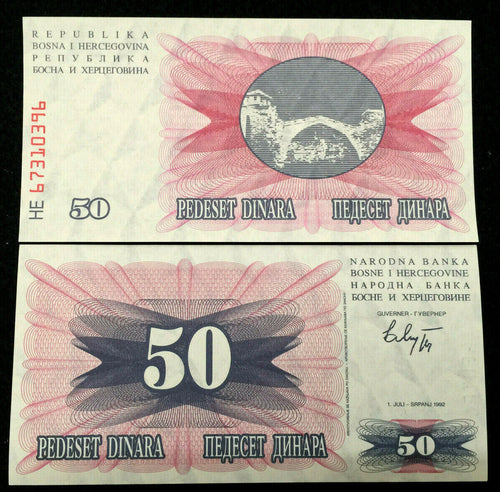 REPUBLIKA
BOSNA I HERCEGOVINA
РЕПУБЛИКА
БОСНА И ХЕРЦЕГОВИНА
HE 67310396
50
PEDESET DINARA ПЕДЕСЕТ ДИНАРА
NARODNA BANKA
BOSNE I HERCEGOVINE
НАРОДНА БАНКА
БОСНЕ И ХЕРЦЕГОВИНЕ
GUVERNER - ГУВЕРНЕР
50
1. JULI - SRPANJ 1992
PEDESET DINARA ПЕДЕСЕТ ДИНАРА
50